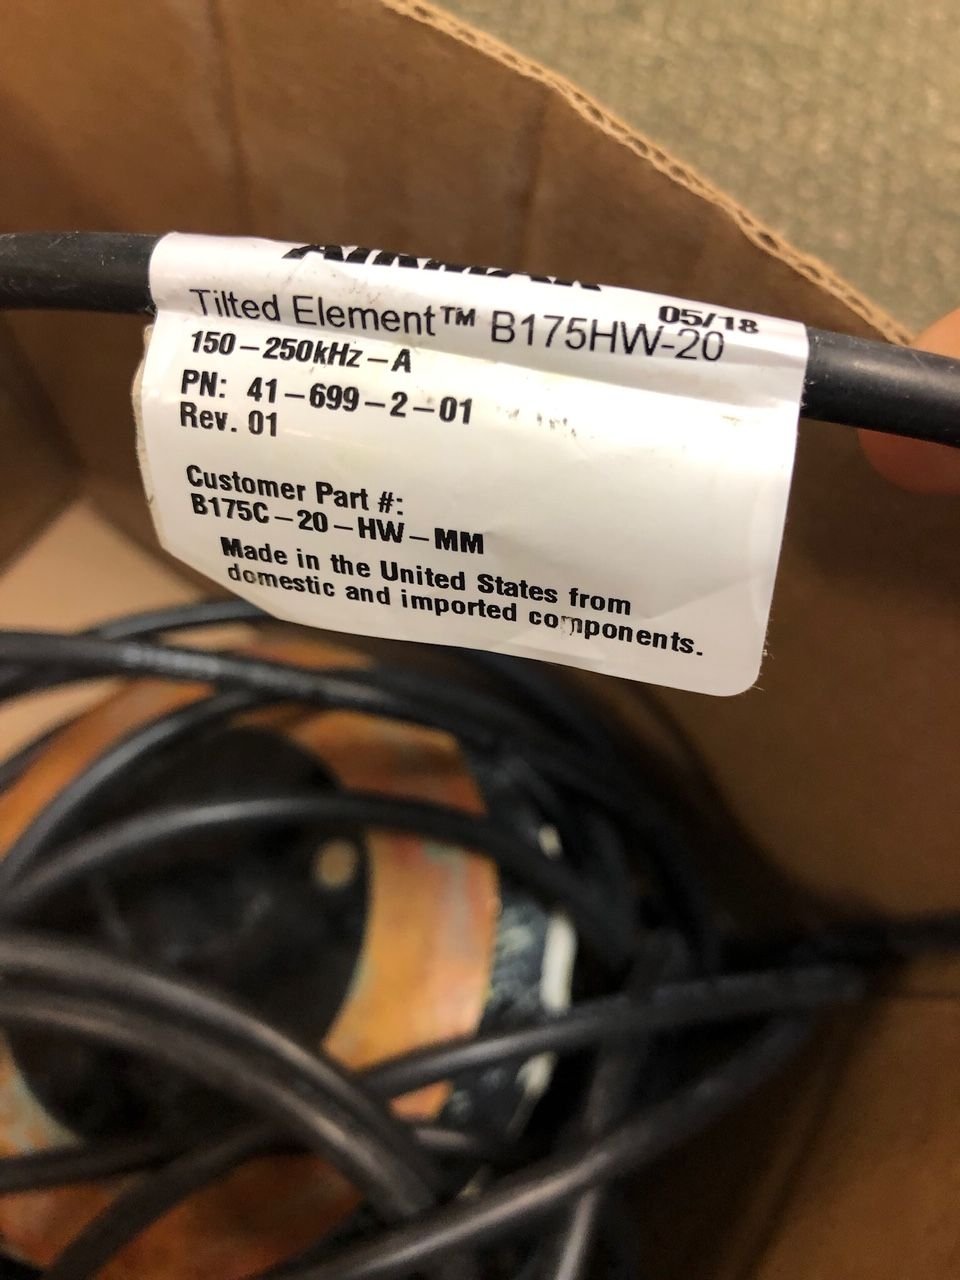 AIRMAR
05/18
Tilted Element™ B175HW-20
150-250kHz-A
PN: 41-699-2-01
Rev. 01
Customer Part #:
B175C-20-HW-MM
Made in the United States from
domestic and imported components.